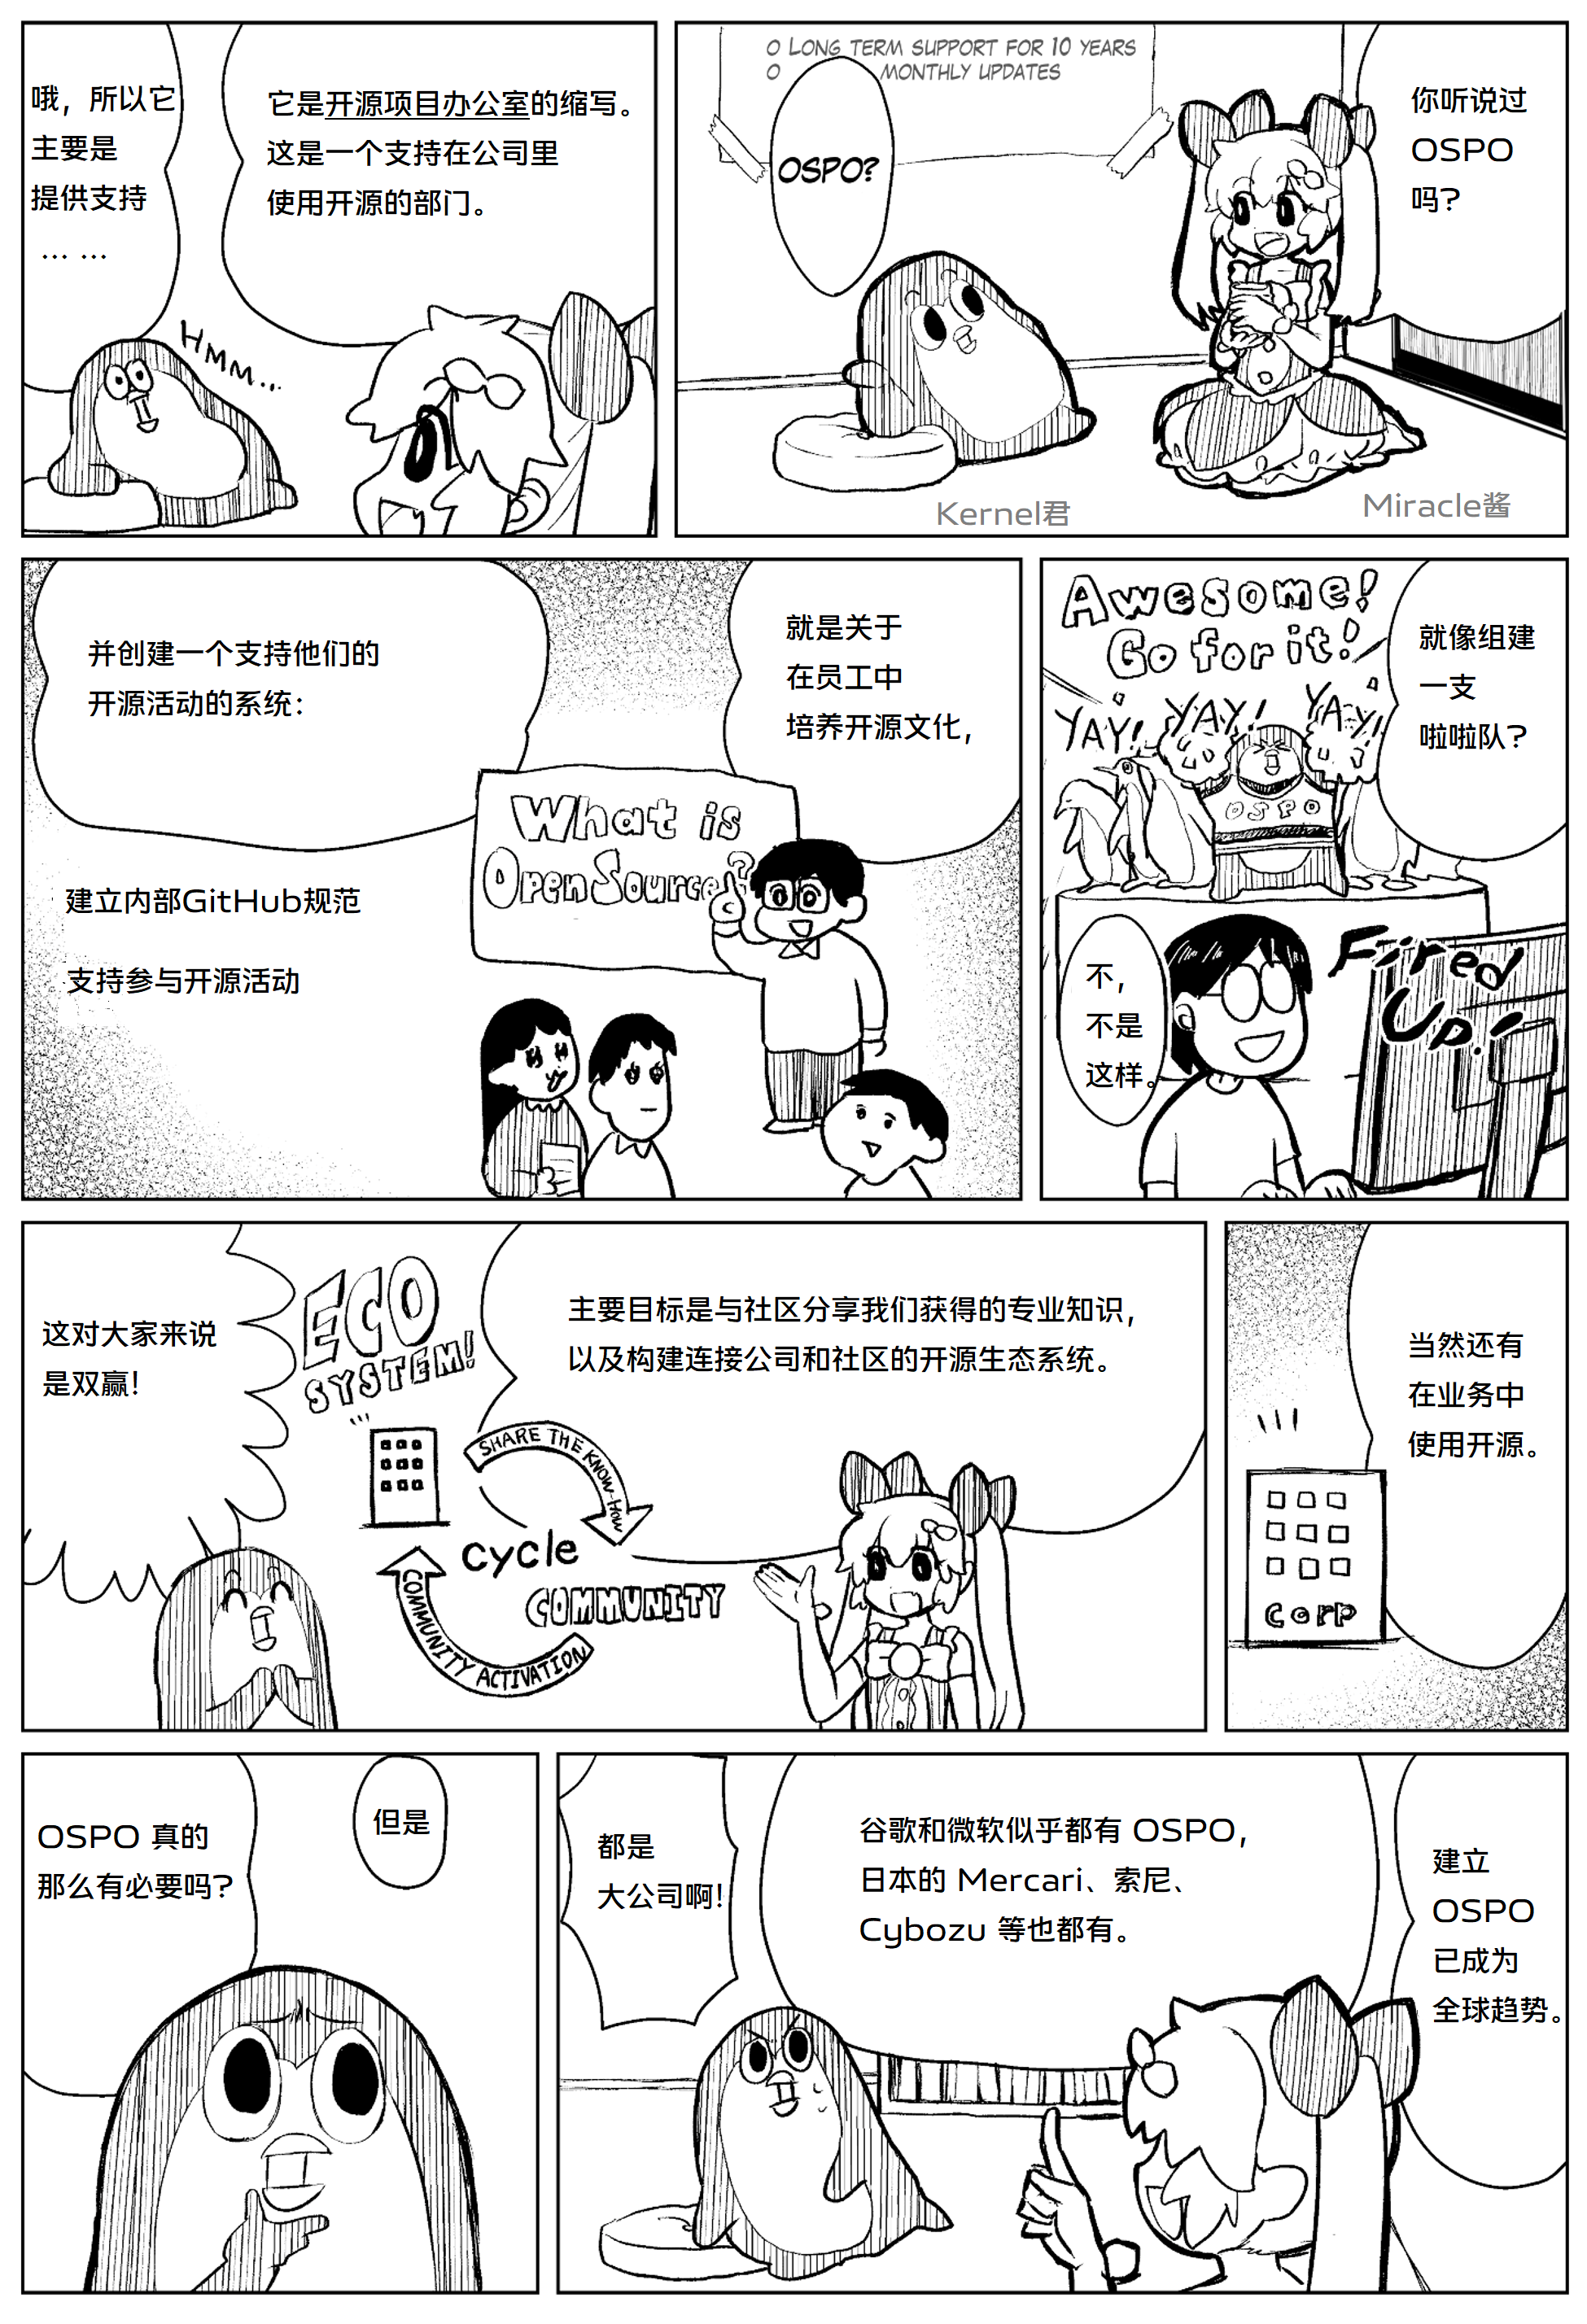 O LONG TERM SUPPORT FOR 10 YEARS
O MONTHLY UPDATES
你听说过
OSPO
吗？
OSPO?
Kernel君
Miracle酱
它是开源项目办公室的缩写。
这是一个支持在公司里
使用开源的部门。
哦，所以它
主要是
提供支持
... ...
HMM...
就像组建
一支
啦啦队？
Awesome!
Go for it!
YAY!
YAY!
YAY!
OSPO
不，
不是
这样。
Fired
Up!
就是关于
在员工中
培养开源文化，
并创建一个支持他们的
开源活动的系统：
What is
OpenSource?
建立内部GitHub规范
支持参与开源活动
当然还有
在业务中
使用开源。
corp
主要目标是与社区分享我们获得的专业知识，
以及构建连接公司和社区的开源生态系统。
ECO
SYSTEM!
SHARE THE KNOW-HOW
cycle
COMMUNITY
COMMUNITY ACTIVATION
这对大家来说
是双赢！
建立
OSPO
已成为
全球趋势。
谷歌和微软似乎都有 OSPO，
日本的 Mercari、索尼、
Cybozu 等也都有。
都是
大公司啊！
但是
OSPO 真的
那么有必要吗？